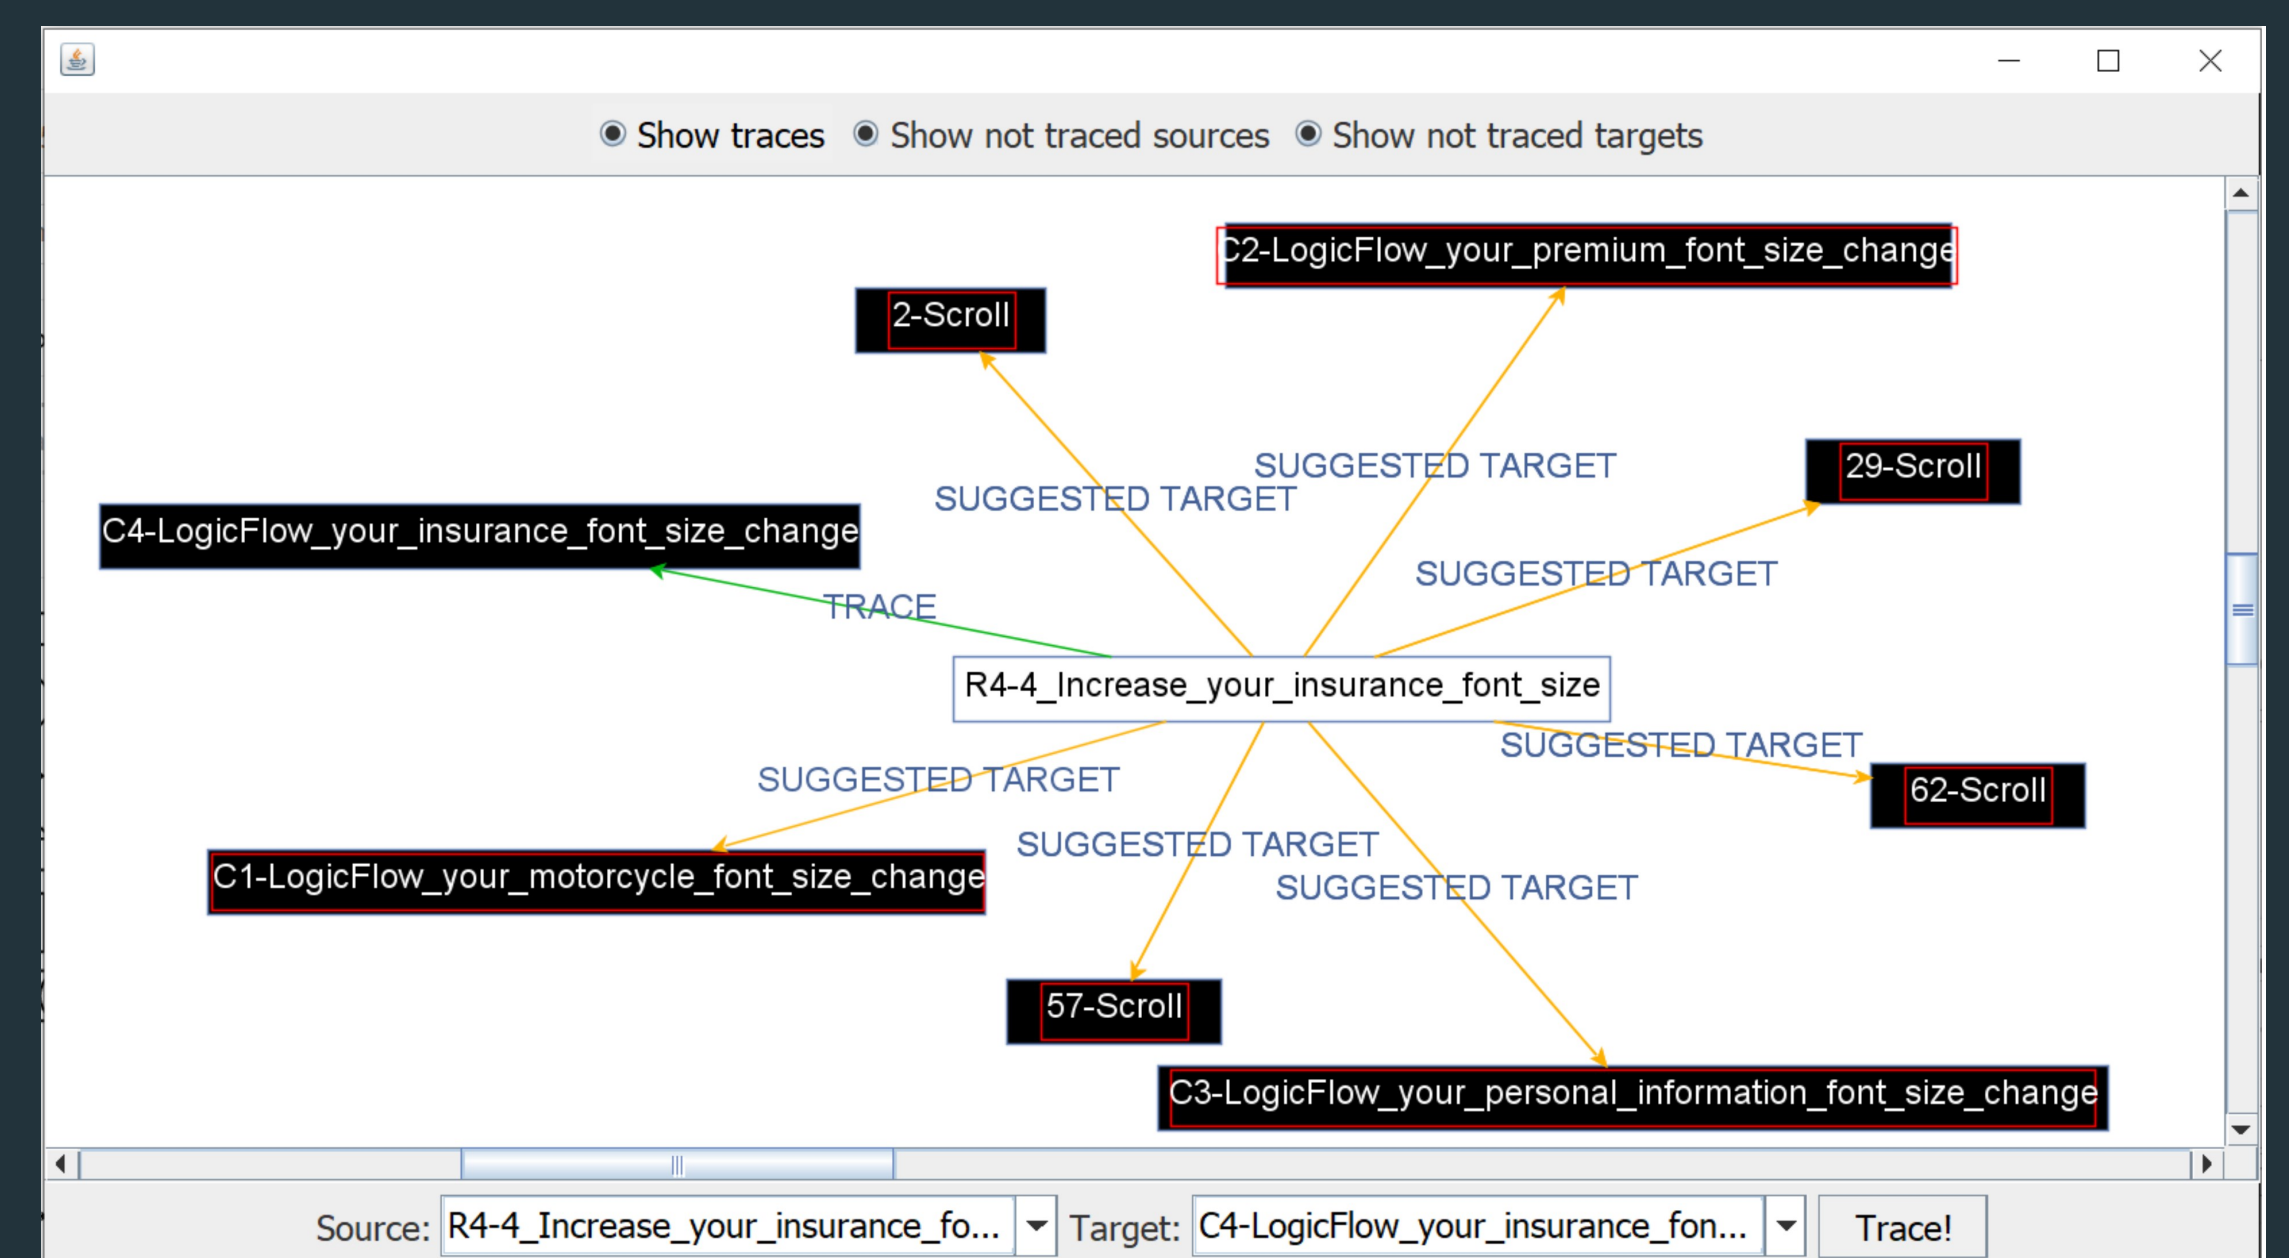 Show traces Show not traced sources Show not traced targets
C2-LogicFlow_your_premium_font_size_change
2-Scroll
SUGGESTED TARGET
29-Scroll
SUGGESTED TARGET
C4-LogicFlow_your_insurance_font_size_change
SUGGESTED TARGET
TRACE
R4-4_Increase_your_insurance_font_size
SUGGESTED TARGET
SUGGESTED TARGET
62-Scroll
SUGGESTED TARGET
C1-LogicFlow_your_motorcycle_font_size_change
SUGGESTED TARGET
57-Scroll
C3-LogicFlow_your_personal_information_font_size_change
Source: R4-4_Increase_your_insurance_fo... Target: C4-LogicFlow_your_insurance_fon... Trace!